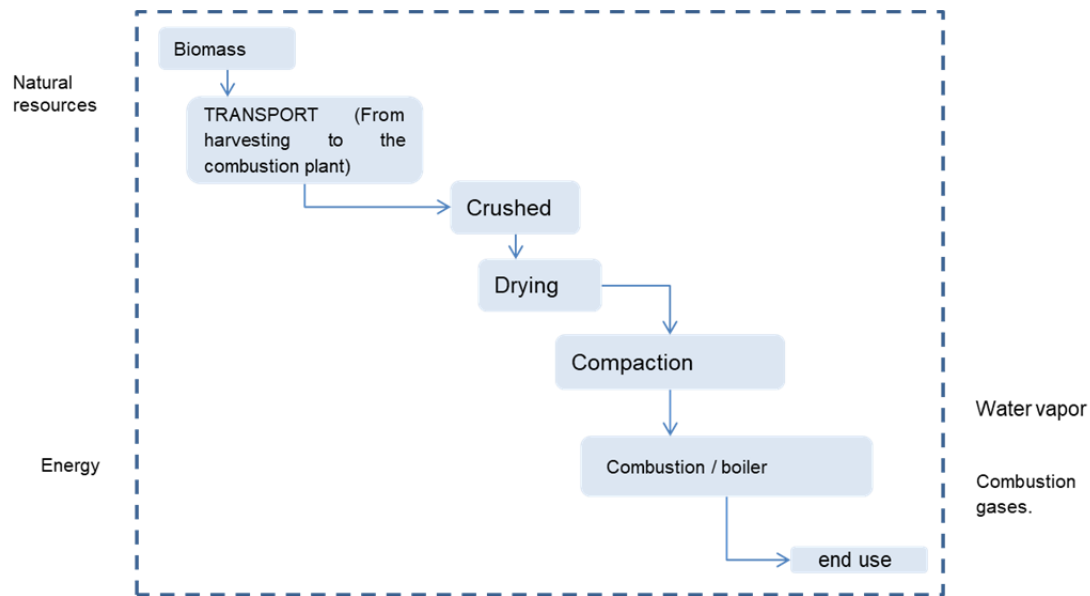 Biomass
Natural
resources
TRANSPORT (From
harvesting to the
combustion plant)
Crushed
Drying
Compaction
Water vapor
Energy
Combustion / boiler
Combustion
gases.
end use